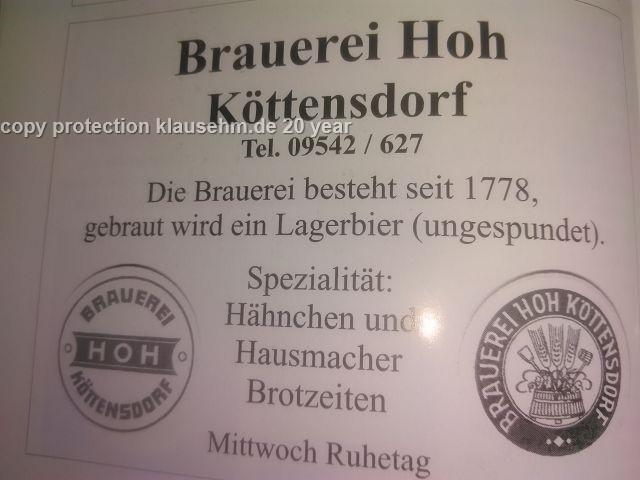 Brauerei Hoh
Köttensdorf
copy protection klausehm.de 20 year
Tel. 09542 / 627
Die Brauerei besteht seit 1778,
gebraut wird ein Lagerbier (ungespundet).
Spezialität:
Hähnchen und
Hausmacher
Brotzeiten
Mittwoch Ruhetag
BRAUEREI
HOH
KÖTTENSDORF
BRAUEREI HOH KÖTTENSDORF